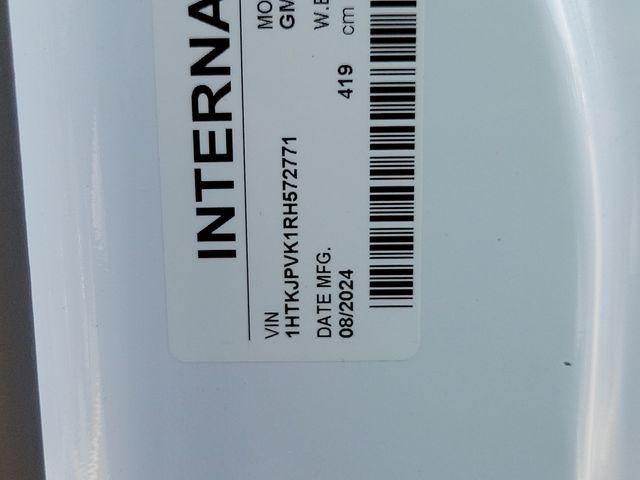 INTERNA
VIN
1HTKJPVK1RH572771
MO
GM
DATE MFG.
08/2024
W.B
419 cm